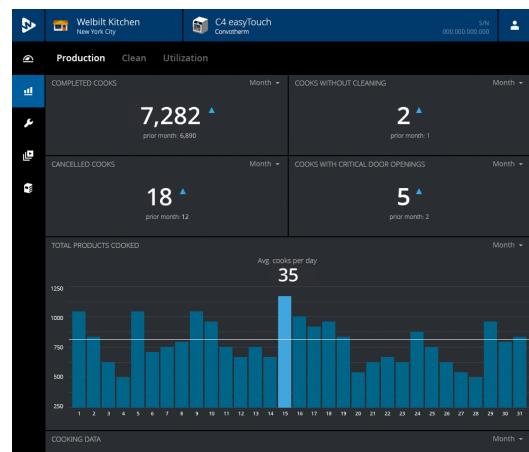 Welbilt Kitchen
New York City
C4 easyTouch
Convotherm
S/N
000.000.000.000
Production Clean Utilization
COMPLETED COOKS Month
7,282
prior month: 6,890
COOKS WITHOUT CLEANING Month
2
prior month: 1
CANCELLED COOKS Month
18
prior month: 12
COOKS WITH CRITICAL DOOR OPENINGS Month
5
prior month: 2
TOTAL PRODUCTS COOKED Month
Avg. cooks per day
35
1250
1000
750
500
250
1 2 3 4 5 6 7 8 9 10 11 12 13 14 15 16 17 18 19 20 21 22 23 24 25 26 27 28 29 30 31
COOKING DATA Month